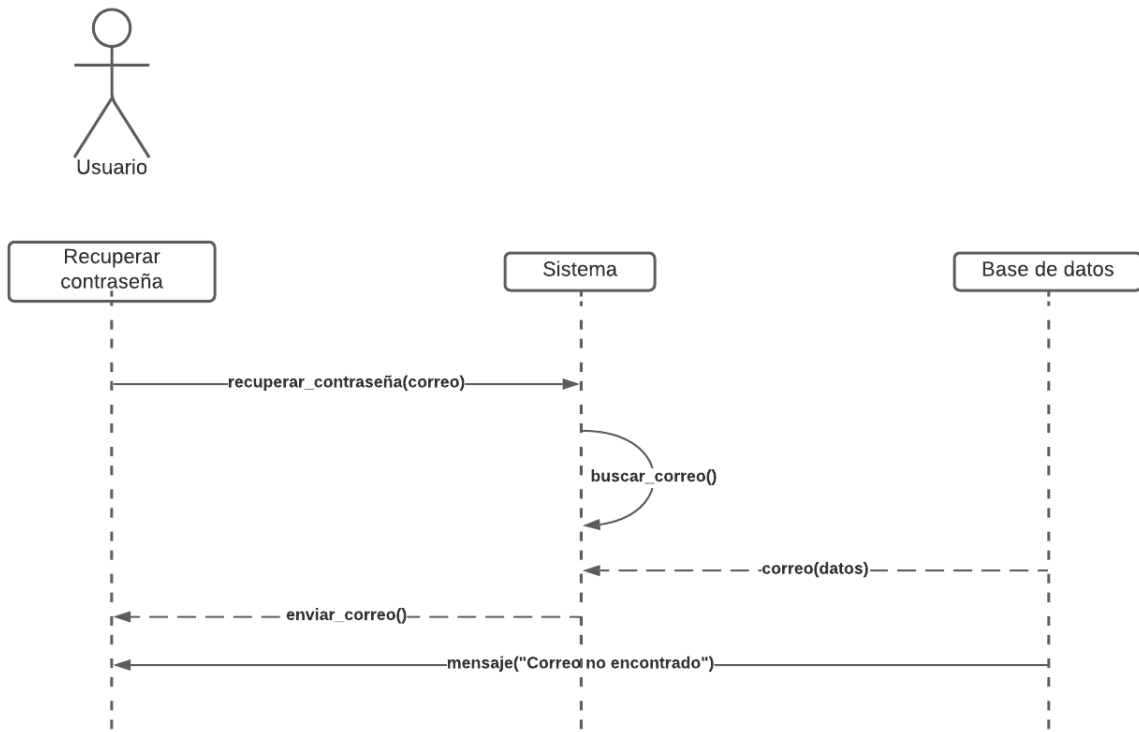 Usuario
Recuperar
contraseña
Sistema
Base de datos
recuperar_contraseña(correo)
buscar_correo()
correo(datos)
enviar_correo()
mensaje("Correo no encontrado")